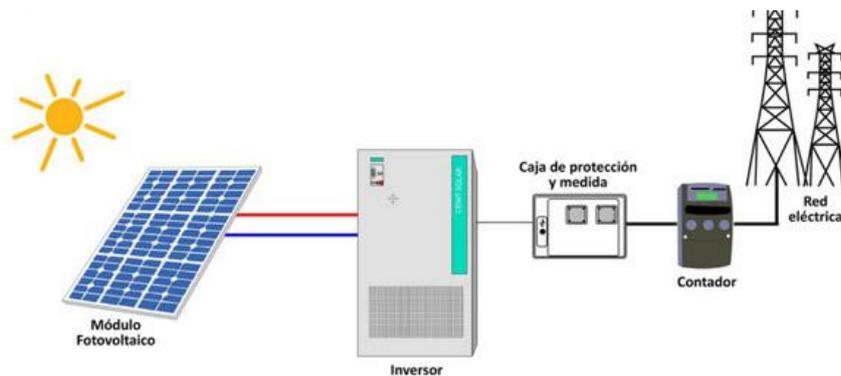 Caja de protección
y medida
Red
eléctrica
Contador
Módulo
Fotovoltaico
Inversor